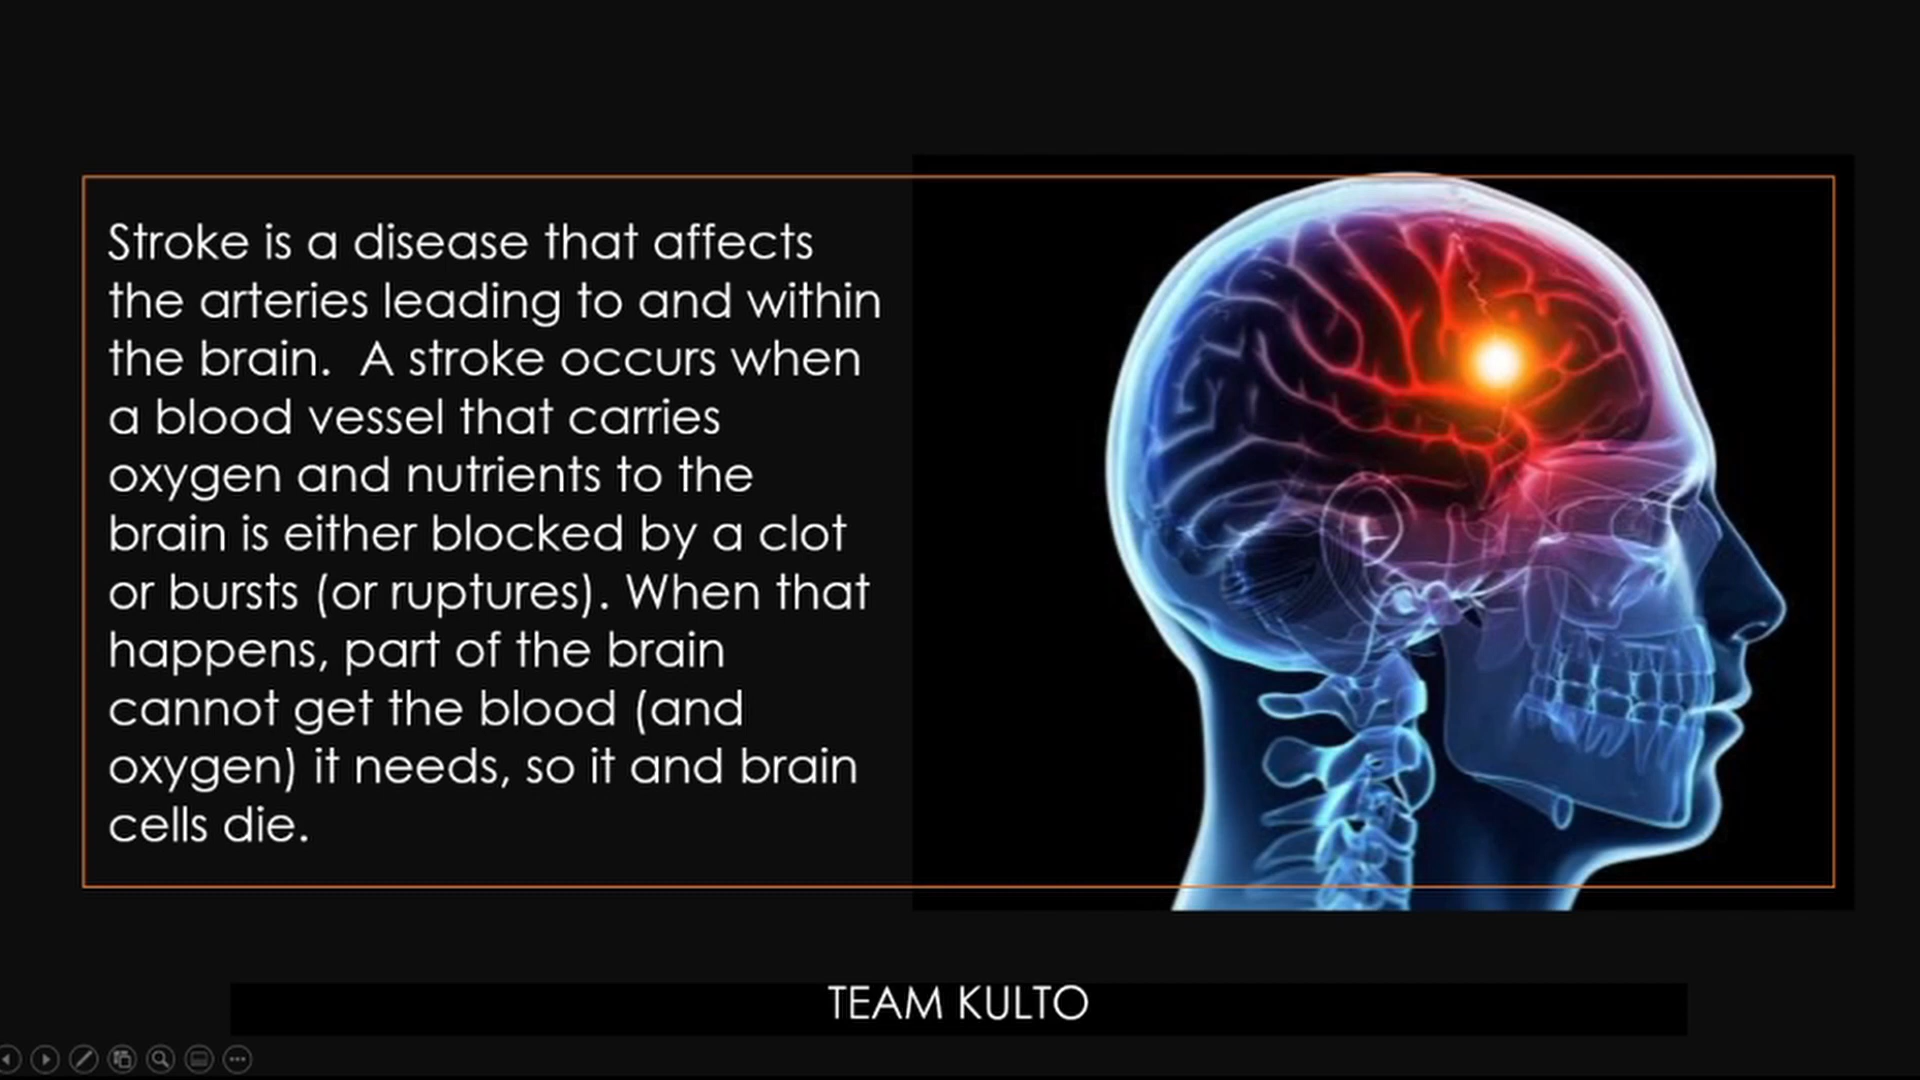 Stroke is a disease that affects
the arteries leading to and within
the brain.  A stroke occurs when
a blood vessel that carries
oxygen and nutrients to the
brain is either blocked by a clot
or bursts (or ruptures). When that
happens, part of the brain
cannot get the blood (and
oxygen) it needs, so it and brain
cells die.
TEAM KULTO